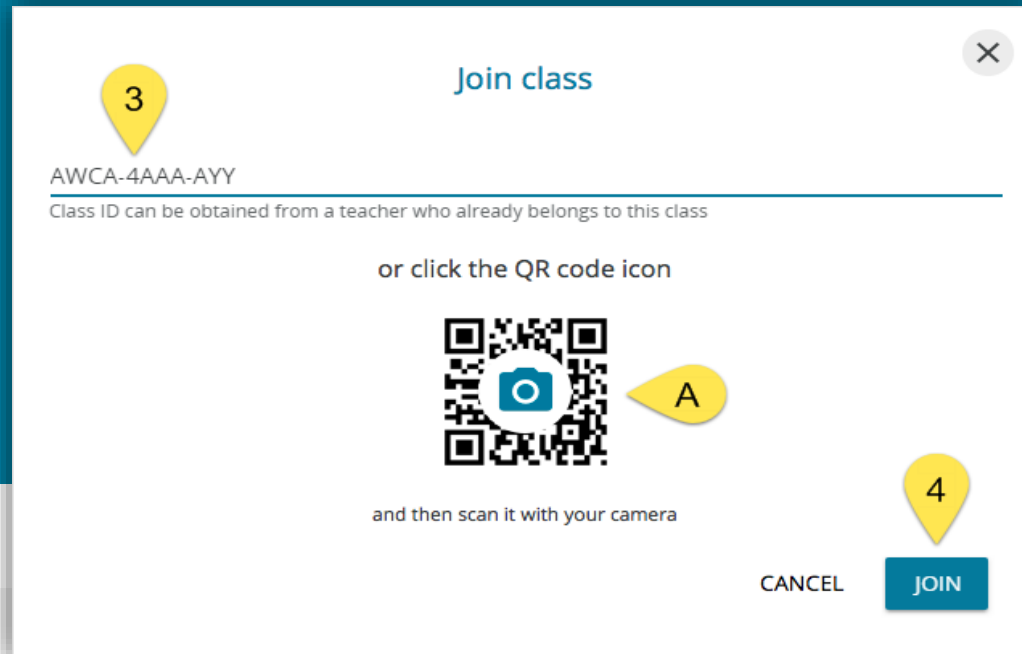 Join class
3
AWCA-4AAA-AYY
Class ID can be obtained from a teacher who already belongs to this class
or click the QR code icon
A
and then scan it with your camera
4
CANCEL JOIN